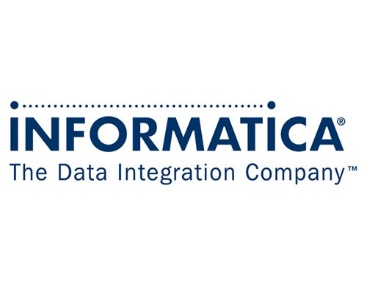 INFORMATICA®
The Data Integration Company™